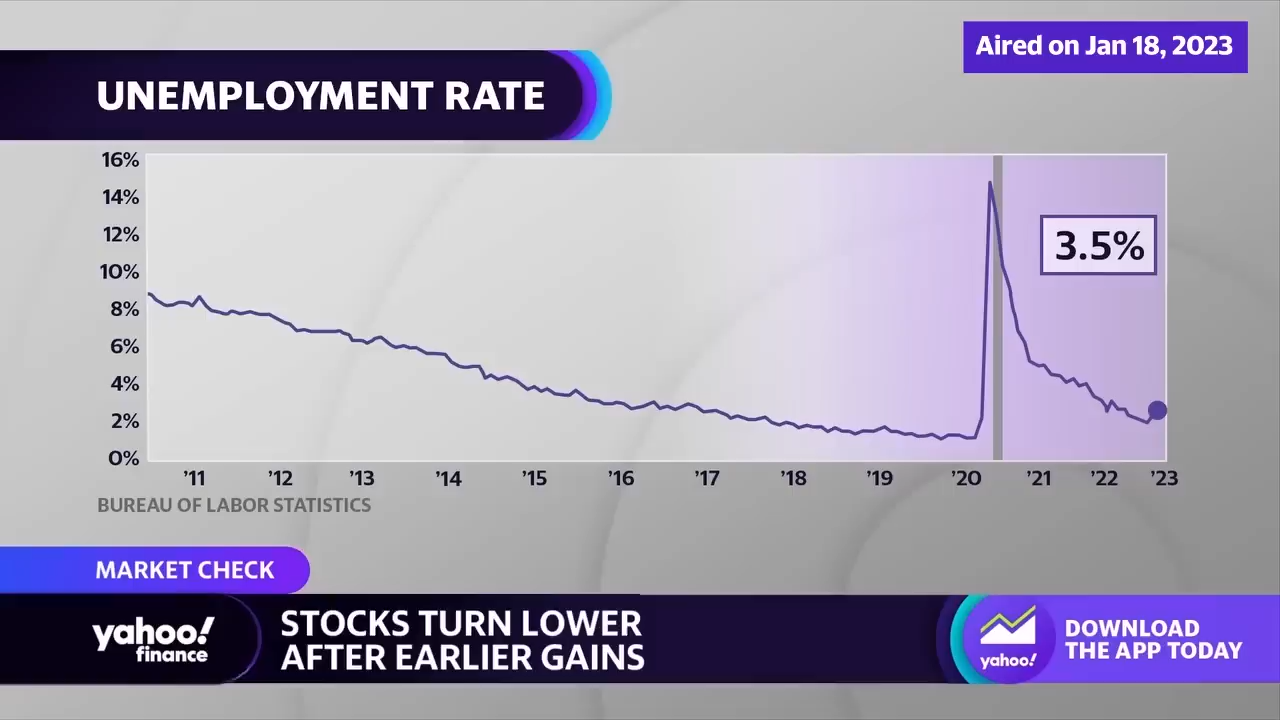 Aired on Jan 18, 2023
UNEMPLOYMENT RATE
16%
14%
12%
10%
8%
6%
4%
2%
0%
3.5%
’11 ’12 ’13 ’14 ’15 ’16 ’17 ’18 ’19 ’20 ’21 ’22 ’23
BUREAU OF LABOR STATISTICS
MARKET CHECK
yahoo!
finance
STOCKS TURN LOWER
AFTER EARLIER GAINS
yahoo!
DOWNLOAD
THE APP TODAY